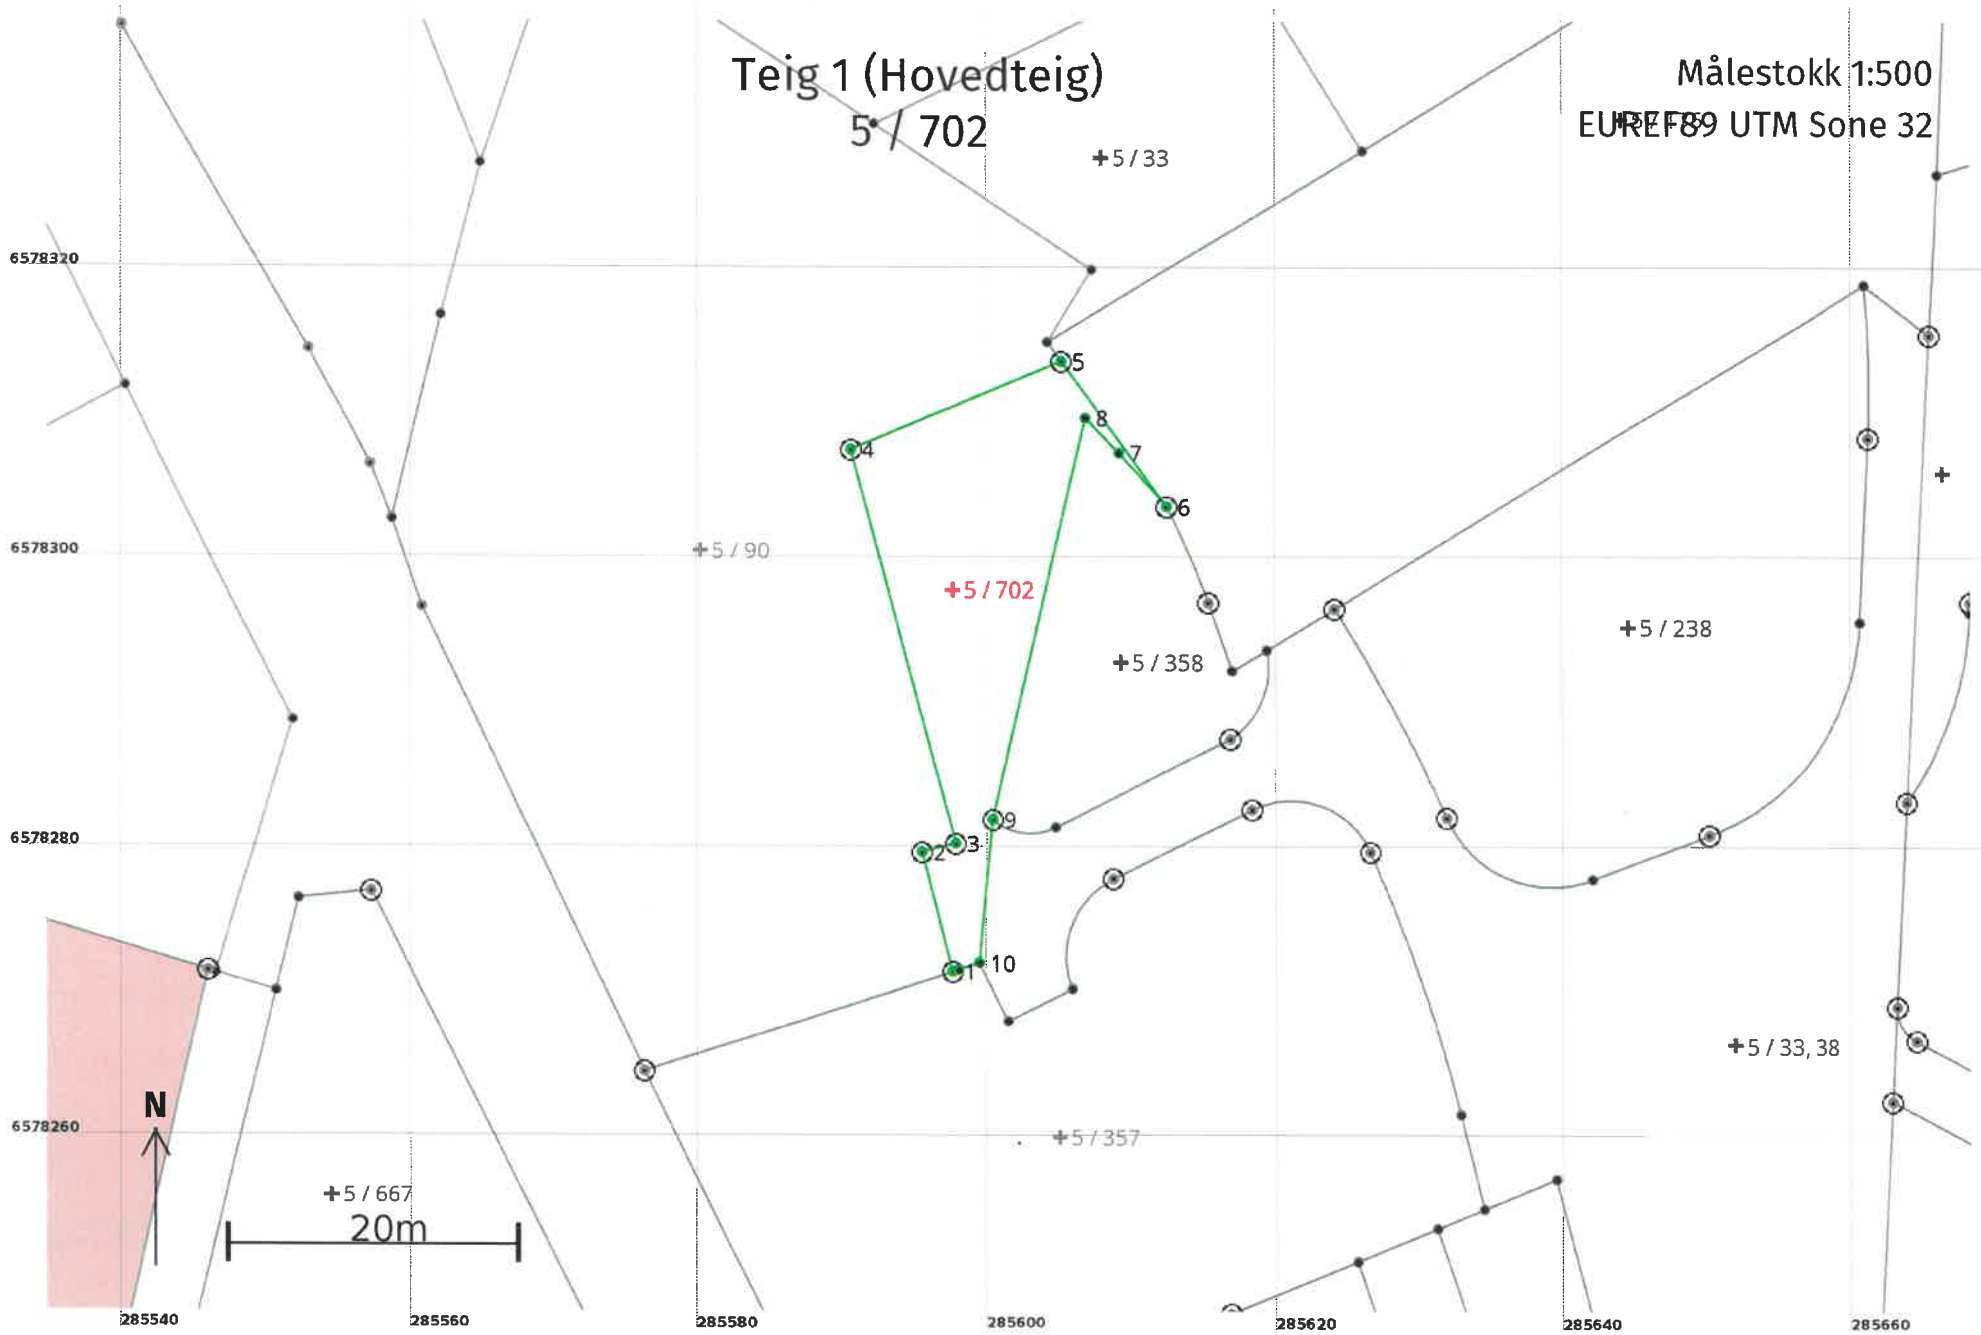 Teig 1 (Hovedteig)
5 / 702
Målestokk 1:500
EUREF89 UTM Sone 32
+5 / 33
6578320
5
8
4
7
6
6578300
+5 / 90
+5 / 702
+5 / 238
+5 / 358
9
6578280
2
3
1
10
+5 / 33, 38
N
6578260
+5 / 357
+5 / 667
20m
285540
285560
285580
285600
285620
285640
285660